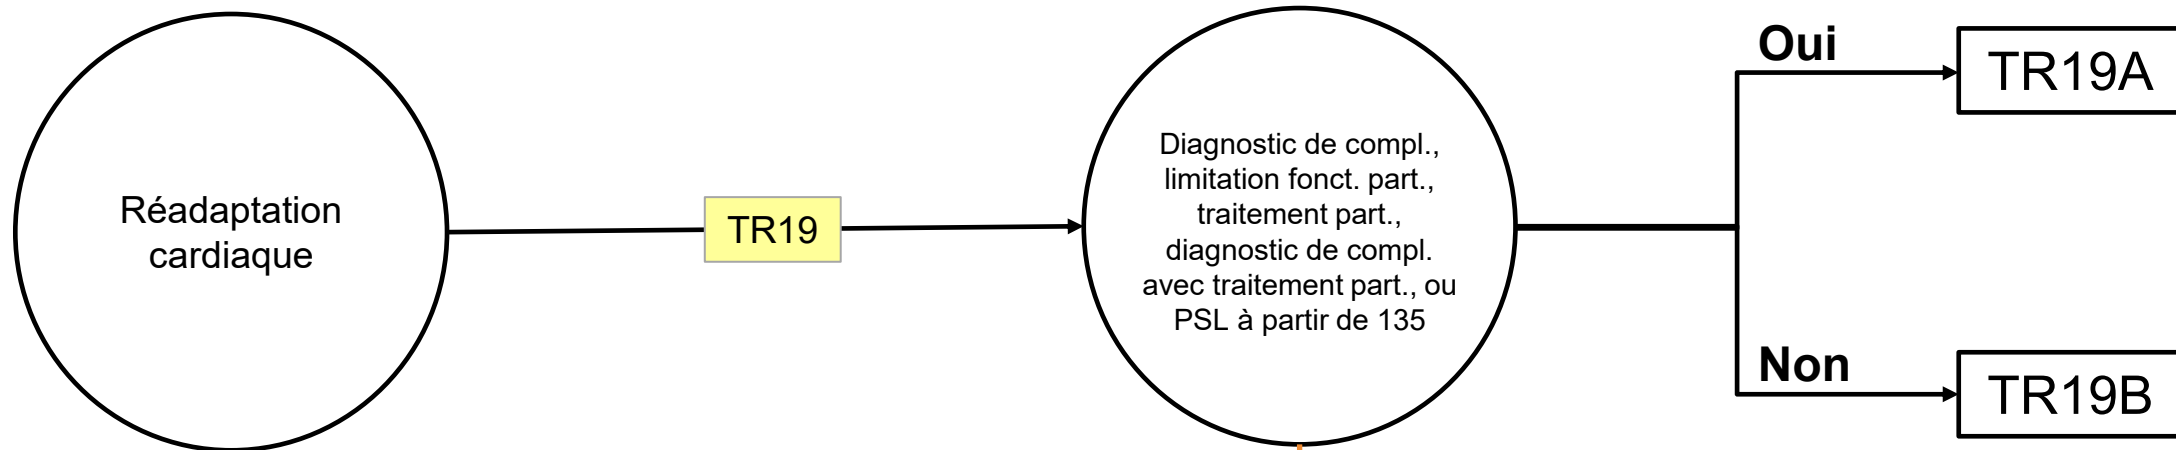 Réadaptation
cardiaque
TR19
Diagnostic de compl.,
limitation fonct. part.,
traitement part.,
diagnostic de compl.
avec traitement part., ou
PSL à partir de 135
Oui
TR19A
Non
TR19B